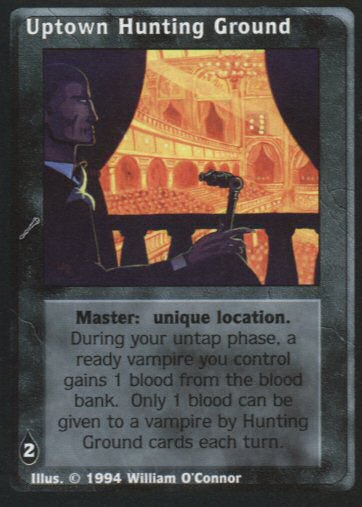 Uptown Hunting Ground
Master: unique location.
During your untap phase, a
ready vampire you control
gains 1 blood from the blood
bank. Only 1 blood can be
given to a vampire by Hunting
Ground cards each turn.
2
Illus. © 1994 William O'Connor